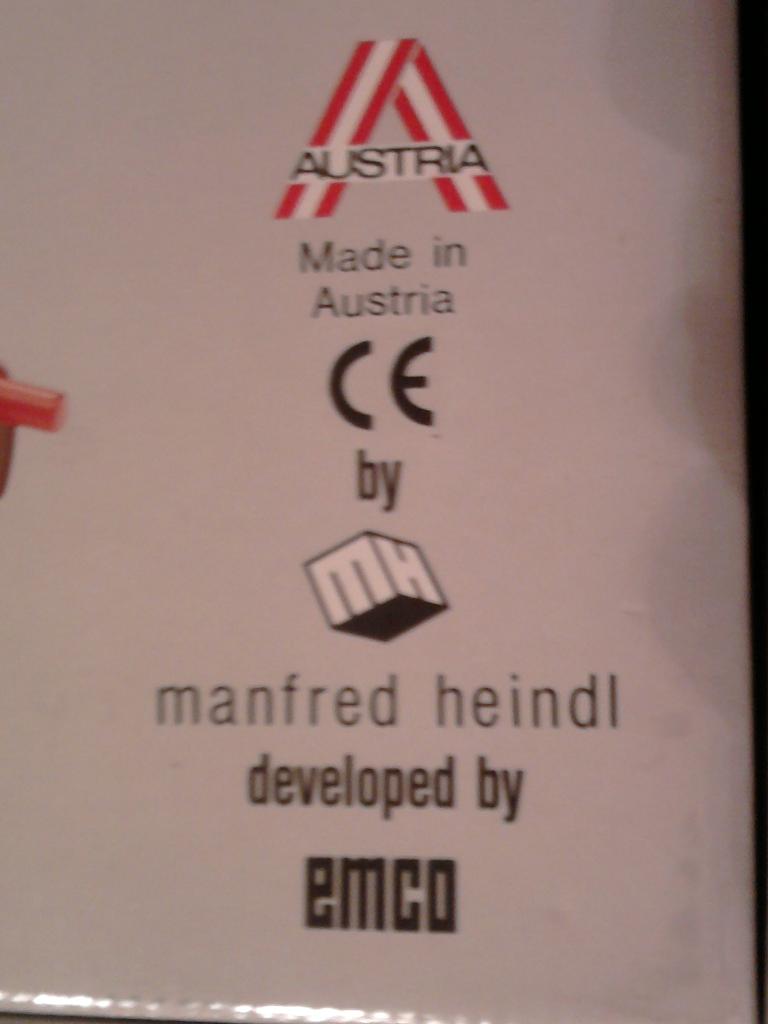 AUSTRIA
Made in
Austria
CE
by
MH
manfred heindl
developed by
emco